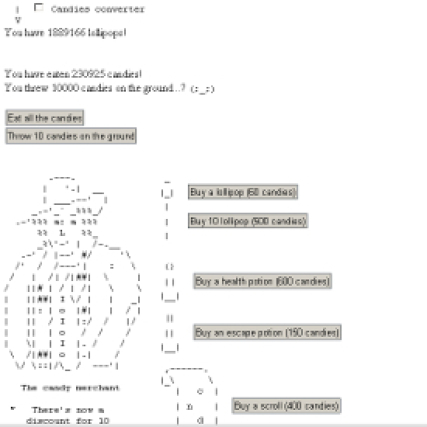 Candies converter
You have 1889166 lollipops!
You have eaten 230925 candies!
You threw 10000 candies on the ground..? (;_;)
Eat all the candies
Throw 10 candies on the ground
Buy a lollipop (60 candies)
Buy 10 lollipop (500 candies)
Buy a health potion (600 candies)
Buy an escape potion (150 candies)
The candy merchant
Buy a scroll (400 candies)
There's now a
discount for 10